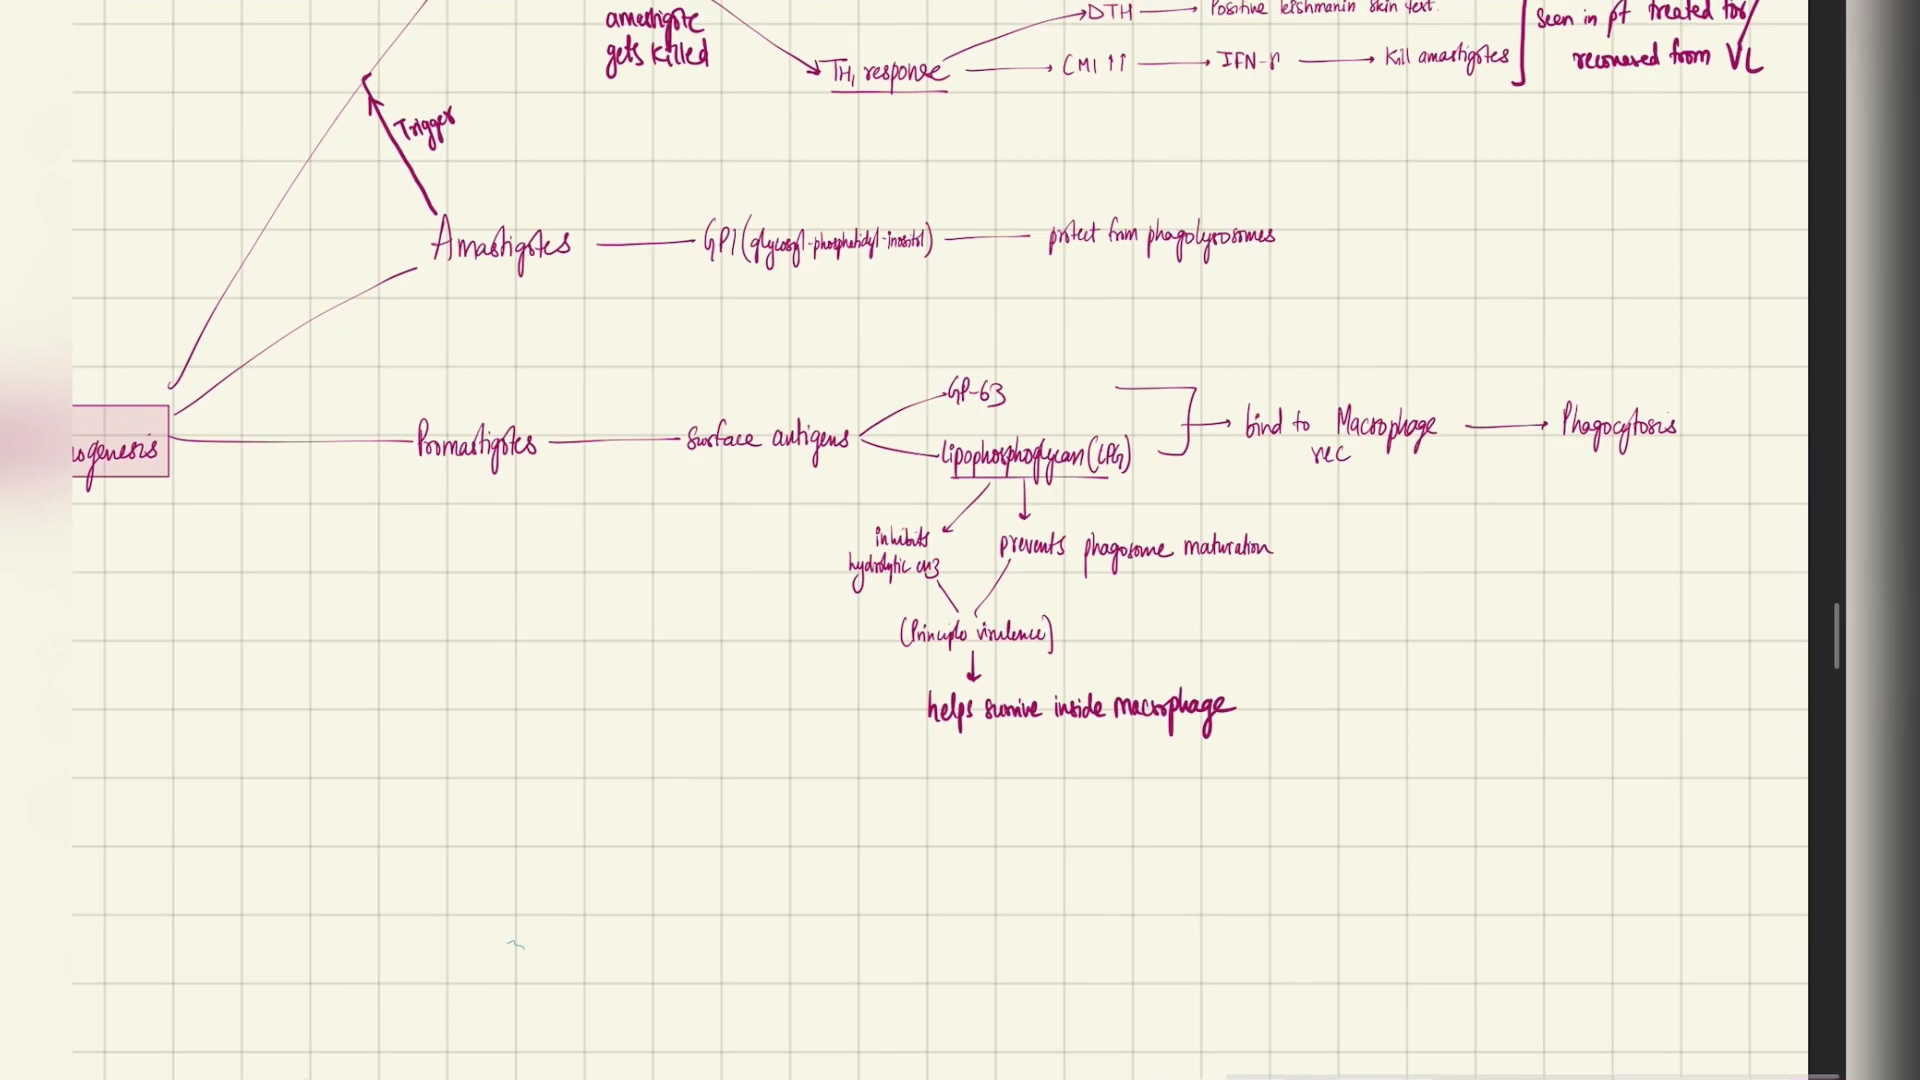 amastigote
gets killed
DTH → Positive leishmanin skin text.
TH₁ response → CMI ↑↑ → IFN-γ → Kill amastigotes
seen in pt treated for/
recovered from VL
Trigger
Amastigotes — GPI (glycosyl-phosphatidyl-inositol) — protect from phagolysosomes
ogenesis
Promastigotes — Surface antigens
GP-63
Lipophosphoglycan (LPG)
→ bind to Macrophage → Phagocytosis
rec
inhibits
hydrolytic enz
prevents phagosome maturation
(Principle virulence)
↓
helps survive inside macrophage